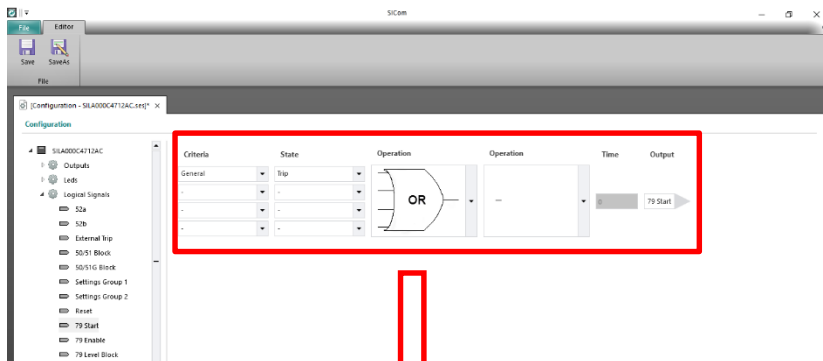 SICom
File Editor
Save SaveAs
File
[Configuration - SILA000C4712AC.ses]* ×
Configuration
SILA000C4712AC
Outputs
Leds
Logical Signals
52a
52b
External Trip
50/51 Block
50/51G Block
Settings Group 1
Settings Group 2
Reset
79 Start
79 Enable
79 Level Block
Criteria State Operation Operation Time Output
General Trip
- -
- -
- -
OR
-
79 Start